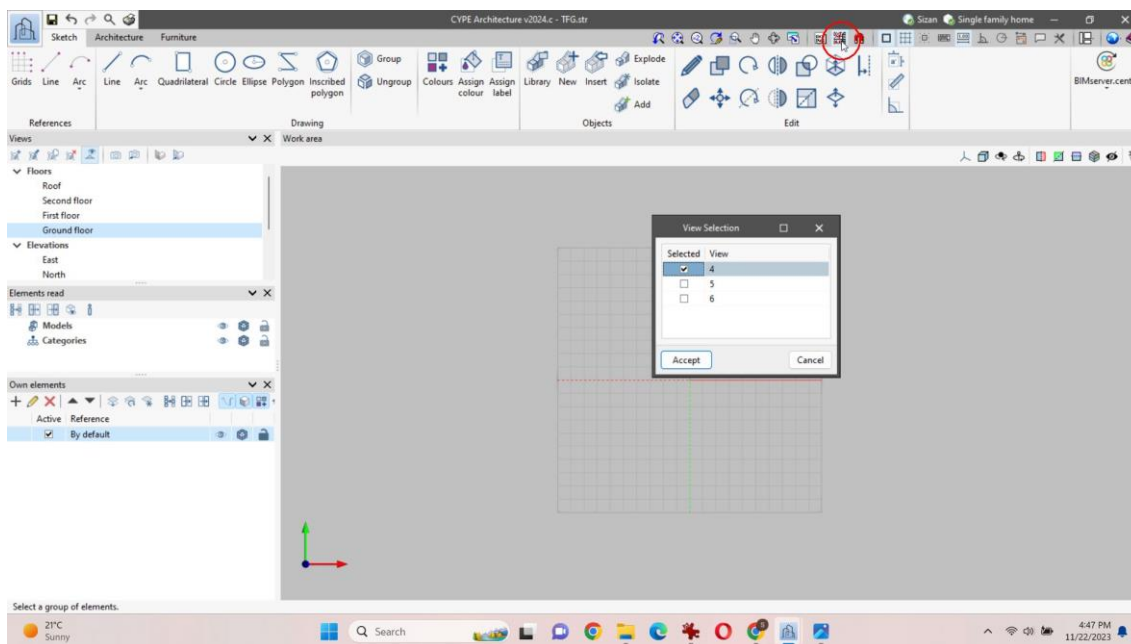 CYPE Architecture v2024.c - TFG.str
Sizan
Single family home
Sketch Architecture Furniture
Grids Line Arc Line Arc Quadrilateral Circle Ellipse Polygon Inscribed polygon
Group
Ungroup
Colours Assign colour Assign label
Library New Insert
Explode
Isolate
Add
BIMserver.cent
References Drawing Objects Edit
Views
Work area
Floors
Roof
Second floor
First floor
Ground floor
Elevations
East
North
View Selection
Selected View
4
5
6
Accept Cancel
Elements read
Models
Categories
Own elements
Active Reference
By default
Select a group of elements.
21°C
Sunny
Search
4:47 PM
11/22/2023